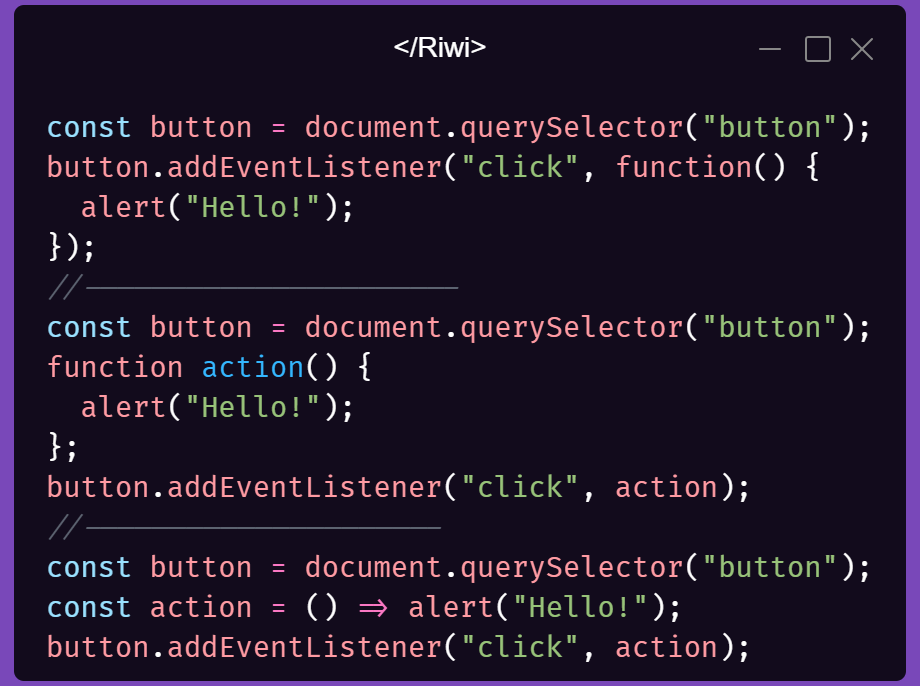 </Riwi>
const button = document.querySelector("button");
button.addEventListener("click", function() {
  alert("Hello!");
});
//----------------------
const button = document.querySelector("button");
function action() {
  alert("Hello!");
};
button.addEventListener("click", action);
//---------------------
const button = document.querySelector("button");
const action = () => alert("Hello!");
button.addEventListener("click", action);